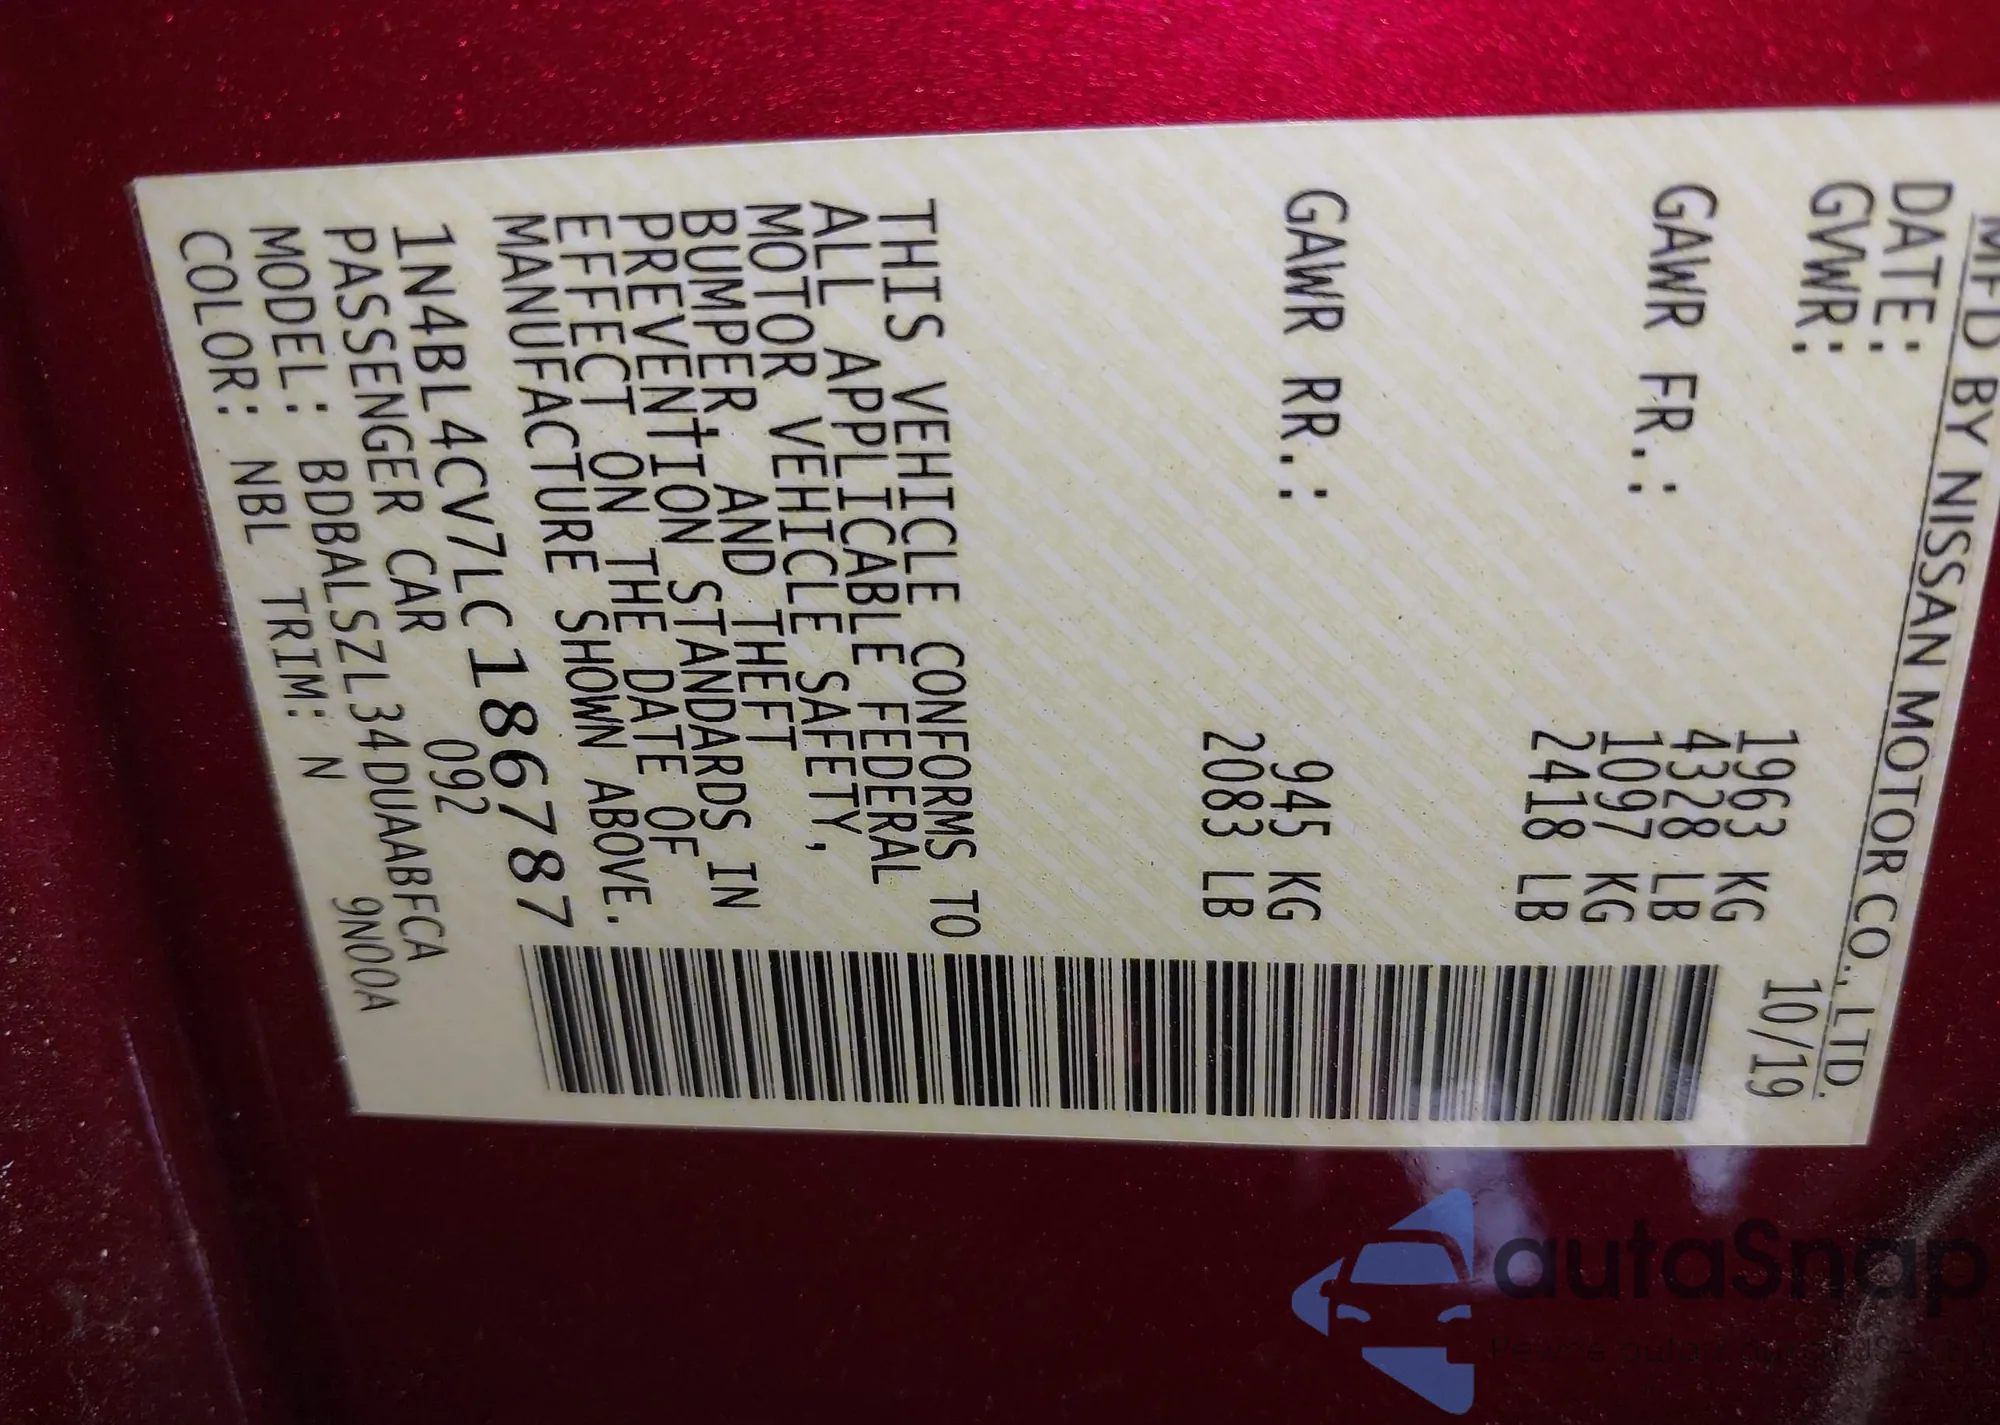 MFD BY NISSAN MOTOR CO., LTD.
DATE: 10/19
GVWR: 1963 KG
4328 LB
GAWR FR.: 1097 KG
2418 LB
GAWR RR.: 945 KG
2083 LB
THIS VEHICLE CONFORMS TO
ALL APPLICABLE FEDERAL
MOTOR VEHICLE SAFETY,
BUMPER, AND THEFT
PREVENTION STANDARDS IN
EFFECT ON THE DATE OF
MANUFACTURE SHOWN ABOVE.
1N4BL4CV7LC186787
PASSENGER CAR 092
MODEL: BDBALSZL34DUAABFCA
COLOR: NBL TRIM: N 9N00A
autaSnap